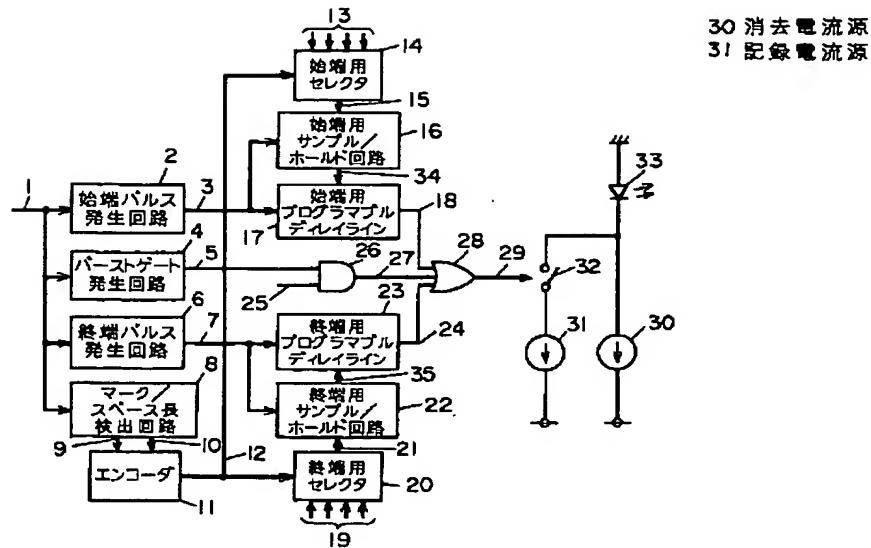 30 消去電流源
31 記録電流源
13
14
始端用
セレクタ
15
始端用
サンプル/
ホールド回路
16
34
1
2
始端パルス
発生回路
3
始端用
プログラマブル
ディレイライン
17
18
33
4
バーストゲート
発生回路
5
25
26
27
28
29
32
6
終端パルス
発生回路
7
23
終端用
プログラマブル
ディレイライン
24
31
30
8
マーク/
スペース長
検出回路
9
10
35
終端用
サンプル/
ホールド回路
22
21
12
エンコーダ
11
終端用
セレクタ
20
19